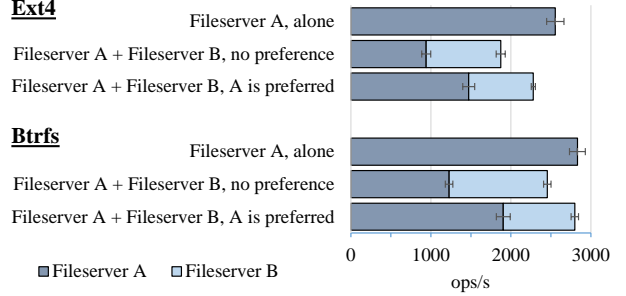 Ext4
Fileserver A, alone
Fileserver A + Fileserver B, no preference
Fileserver A + Fileserver B, A is preferred
Btrfs
Fileserver A, alone
Fileserver A + Fileserver B, no preference
Fileserver A + Fileserver B, A is preferred
0 1000 2000 3000
ops/s
Fileserver A Fileserver B